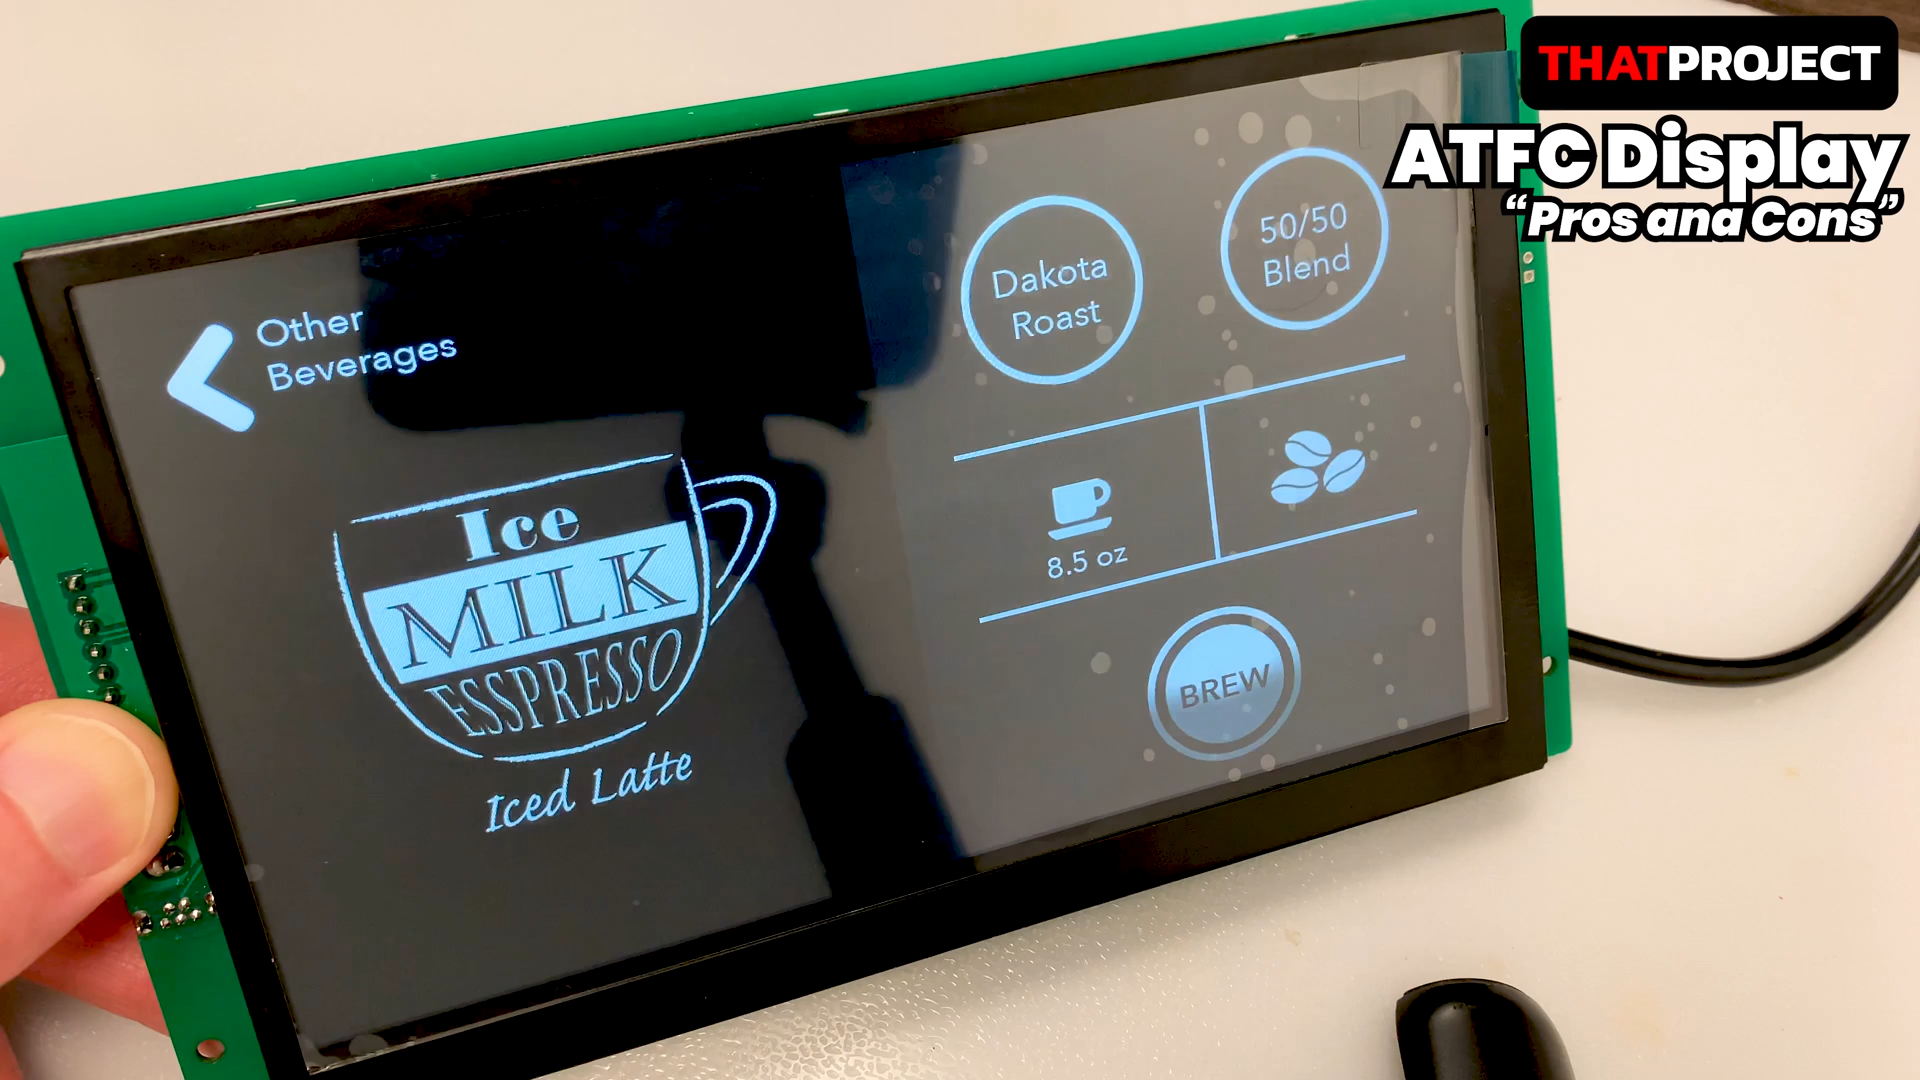 THATPROJECT
ATFC Display
“Pros and Cons”
Other
Beverages
Ice
MILK
ESSPRESSO
Iced Latte
Dakota
Roast
50/50
Blend
8.5 oz
BREW